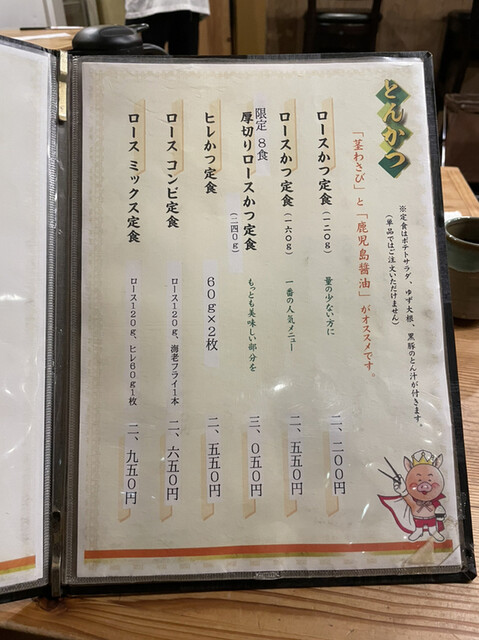 とんかつ
※定食はポテトサラダ、ゆず大根、黒豚のとん汁が付きます。
(単品ではご注文いただけません)
「茎わさび」と「鹿児島醤油」がオススメです。
ロースかつ定食(一二〇g) 量の少ない方に 二、二〇〇円
ロースかつ定食(一六〇g) 一番の人気メニュー 二、五五〇円
限定 8食
厚切りロースかつ定食(二四〇g) もっとも美味しい部分を 三、〇五〇円
ヒレかつ定食 60g×2枚 二、五五〇円
ロース コンビ定食 ロース120g、海老フライ1本 二、六五〇円
ロース ミックス定食 ロース120g、ヒレ60g1枚 二、九五〇円